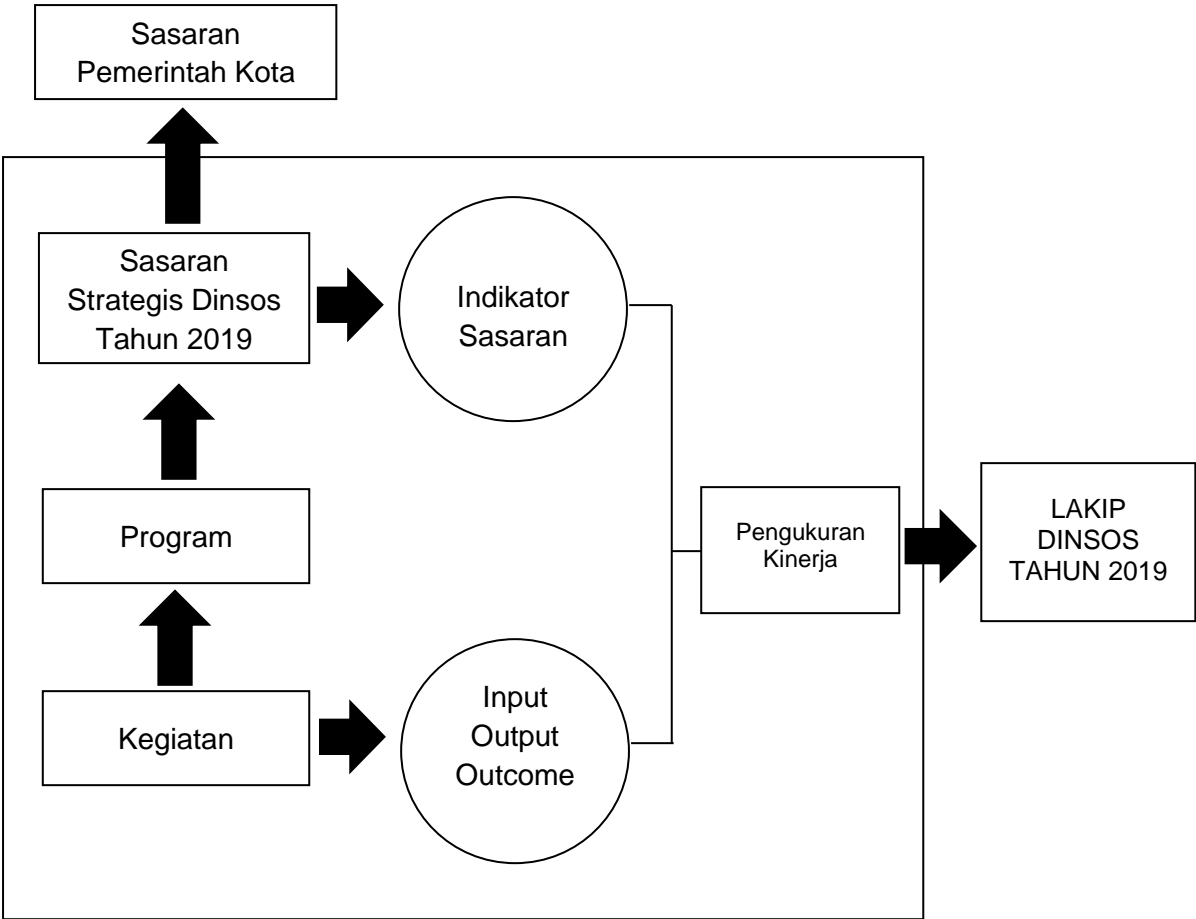 Sasaran
Pemerintah Kota
Sasaran
Strategis Dinsos
Tahun 2019
Indikator
Sasaran
Program
Pengukuran
Kinerja
LAKIP
DINSOS
TAHUN 2019
Kegiatan
Input
Output
Outcome